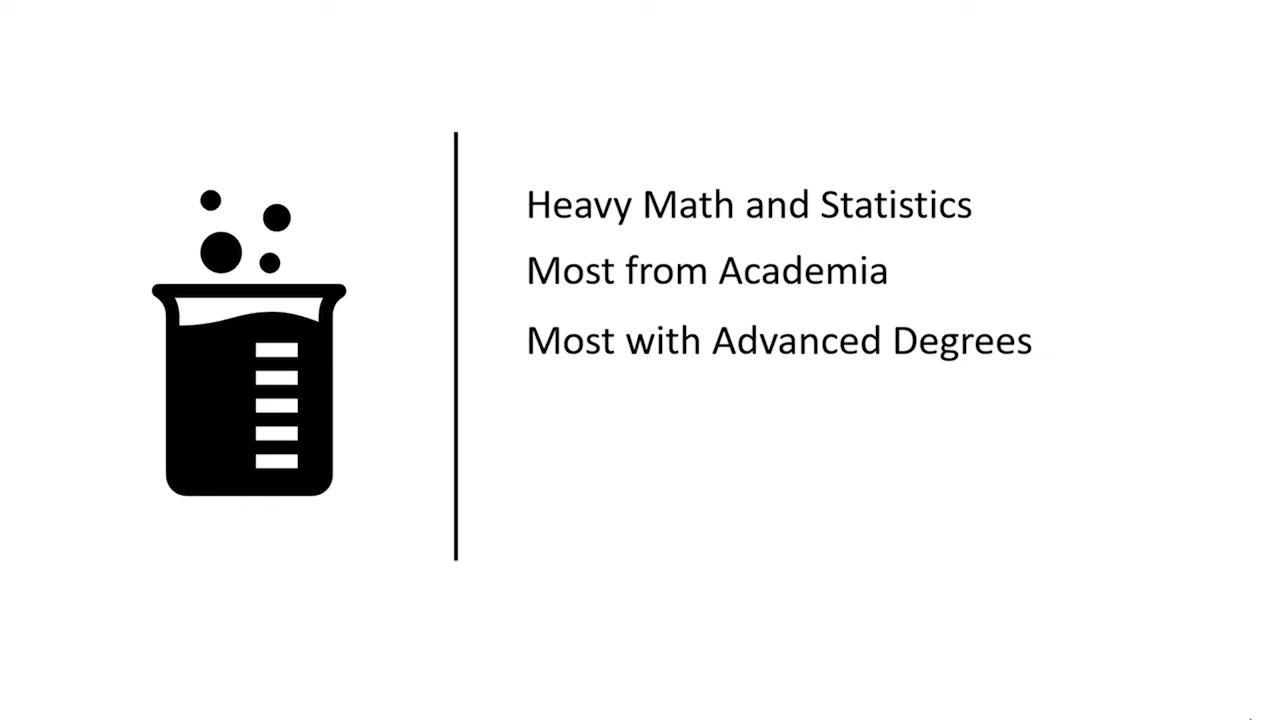 Heavy Math and Statistics
Most from Academia
Most with Advanced Degrees